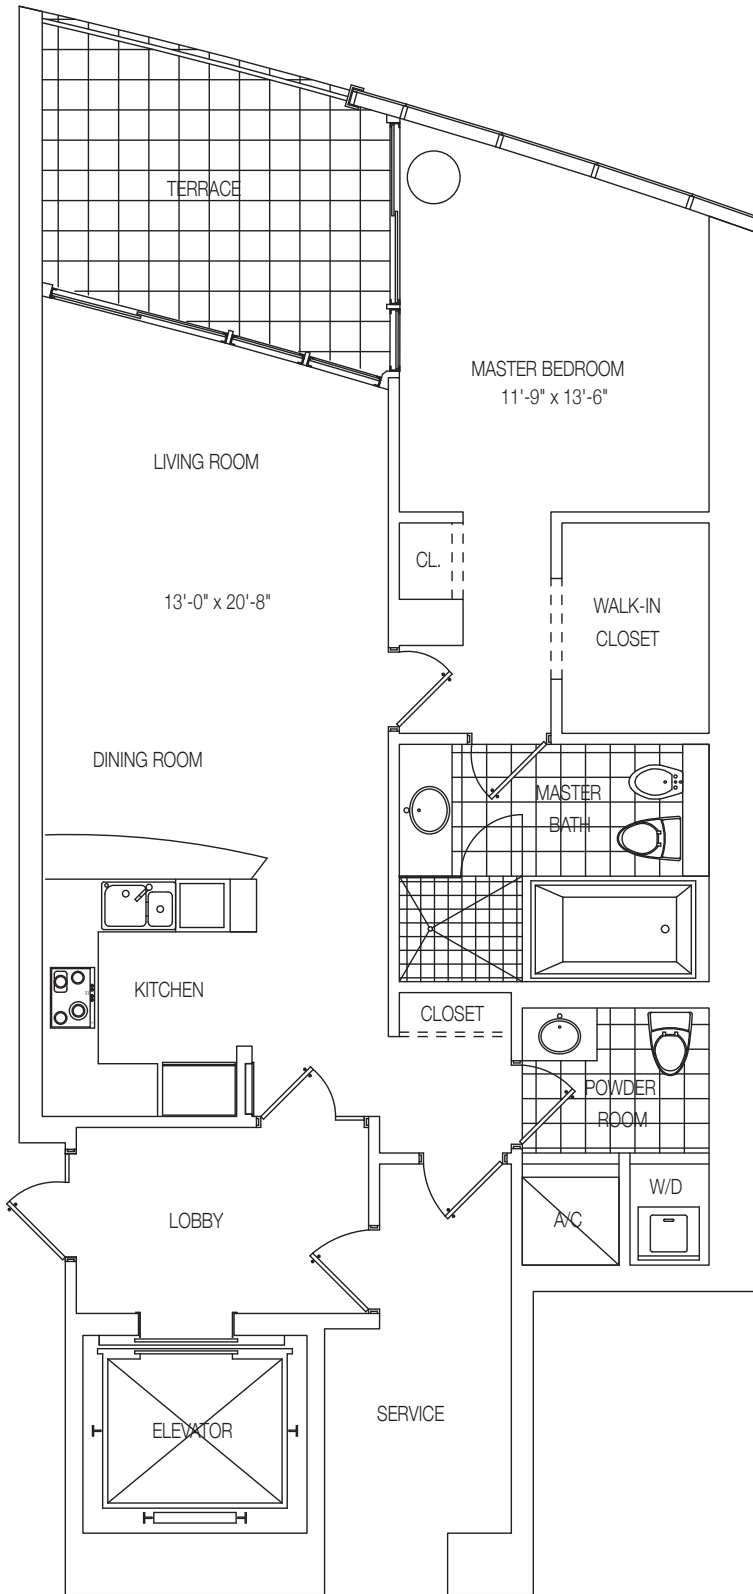 TERRACE
MASTER BEDROOM
11'-9" x 13'-6"
LIVING ROOM
CL.
13'-0" x 20'-8"
WALK-IN
CLOSET
DINING ROOM
MASTER
BATH
KITCHEN
CLOSET
POWDER
ROOM
W/D
A/C
LOBBY
SERVICE
ELEVATOR